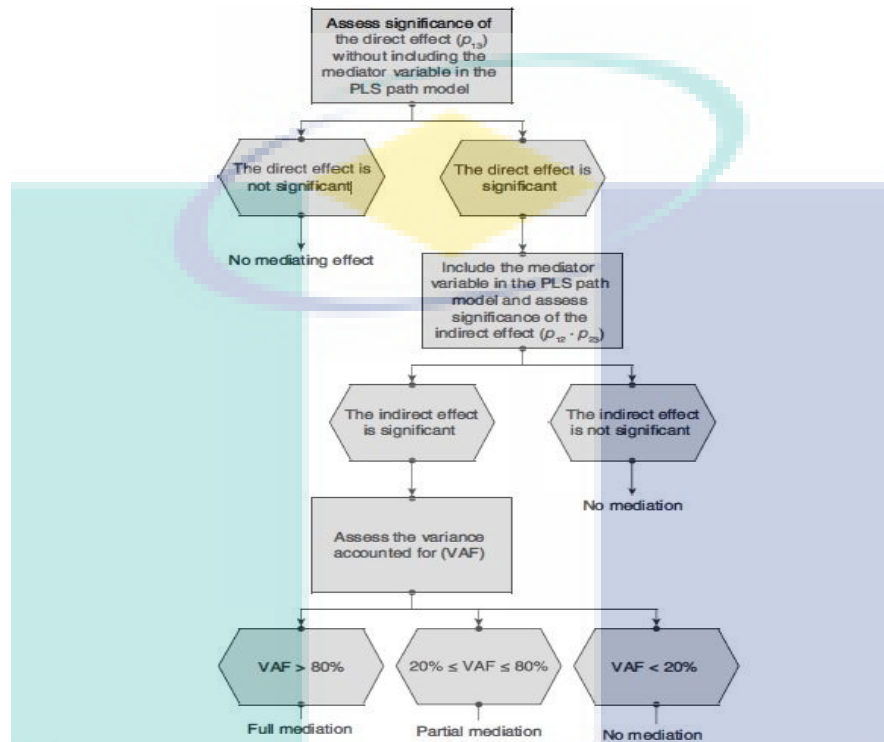 Assess significance of
the direct effect (p13)
without including the
mediator variable in the
PLS path model
The direct effect is
not significant
The direct effect is
significant
No mediating effect
Include the mediator
variable in the PLS path
model and assess
significance of the
indirect effect (p12 · p23)
The indirect effect
is significant
The indirect effect
is not significant
No mediation
Assess the variance
accounted for (VAF)
VAF > 80%
20% ≤ VAF ≤ 80%
VAF < 20%
Full mediation
Partial mediation
No mediation